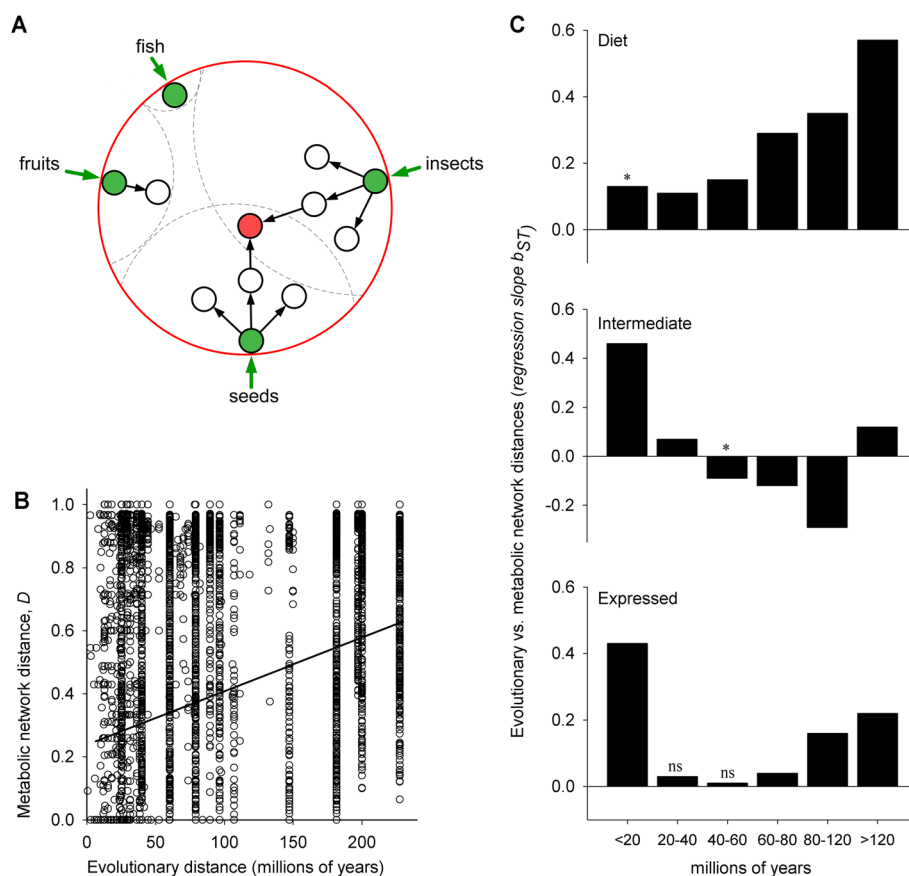 A
fish
fruits
insects
seeds
B
Metabolic network distance, D
1.0
0.8
0.6
0.4
0.2
0.0
0 50 100 150 200
Evolutionary distance (millions of years)
C
Evolutionary vs. metabolic network distances (regression slope bST)
Diet
0.6
0.4
0.2
0.0
*
Intermediate
0.6
0.4
0.2
0.0
-0.2
*
Expressed
0.6
0.4
0.2
0.0
ns ns
<20 20-40 40-60 60-80 80-120 >120
millions of years